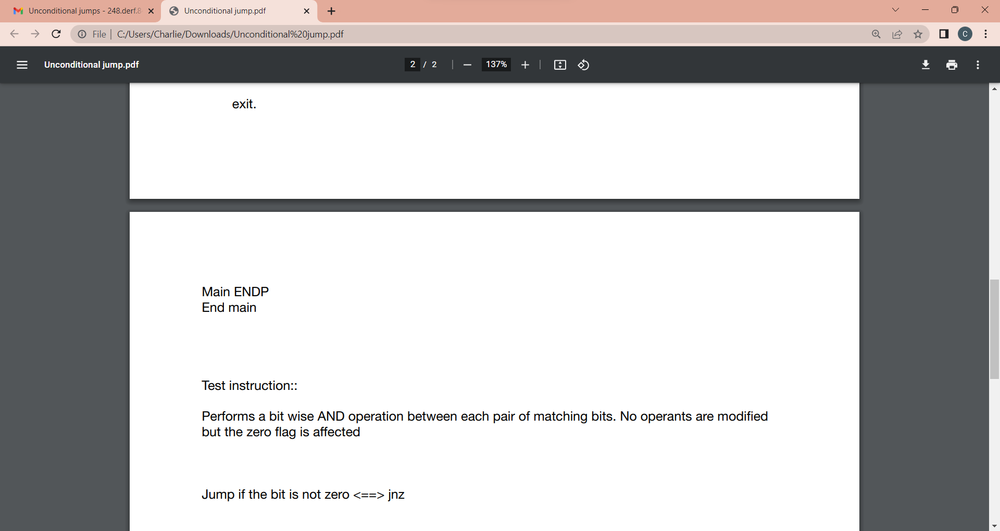 Unconditional jumps - 248.derf.8
Unconditional jump.pdf
File | C:/Users/Charlie/Downloads/Unconditional%20jump.pdf
C
Unconditional jump.pdf
2 / 2
137%
exit.
Main ENDP
End main
Test instruction::
Performs a bit wise AND operation between each pair of matching bits. No operants are modified
but the zero flag is affected
Jump if the bit is not zero <==> jnz